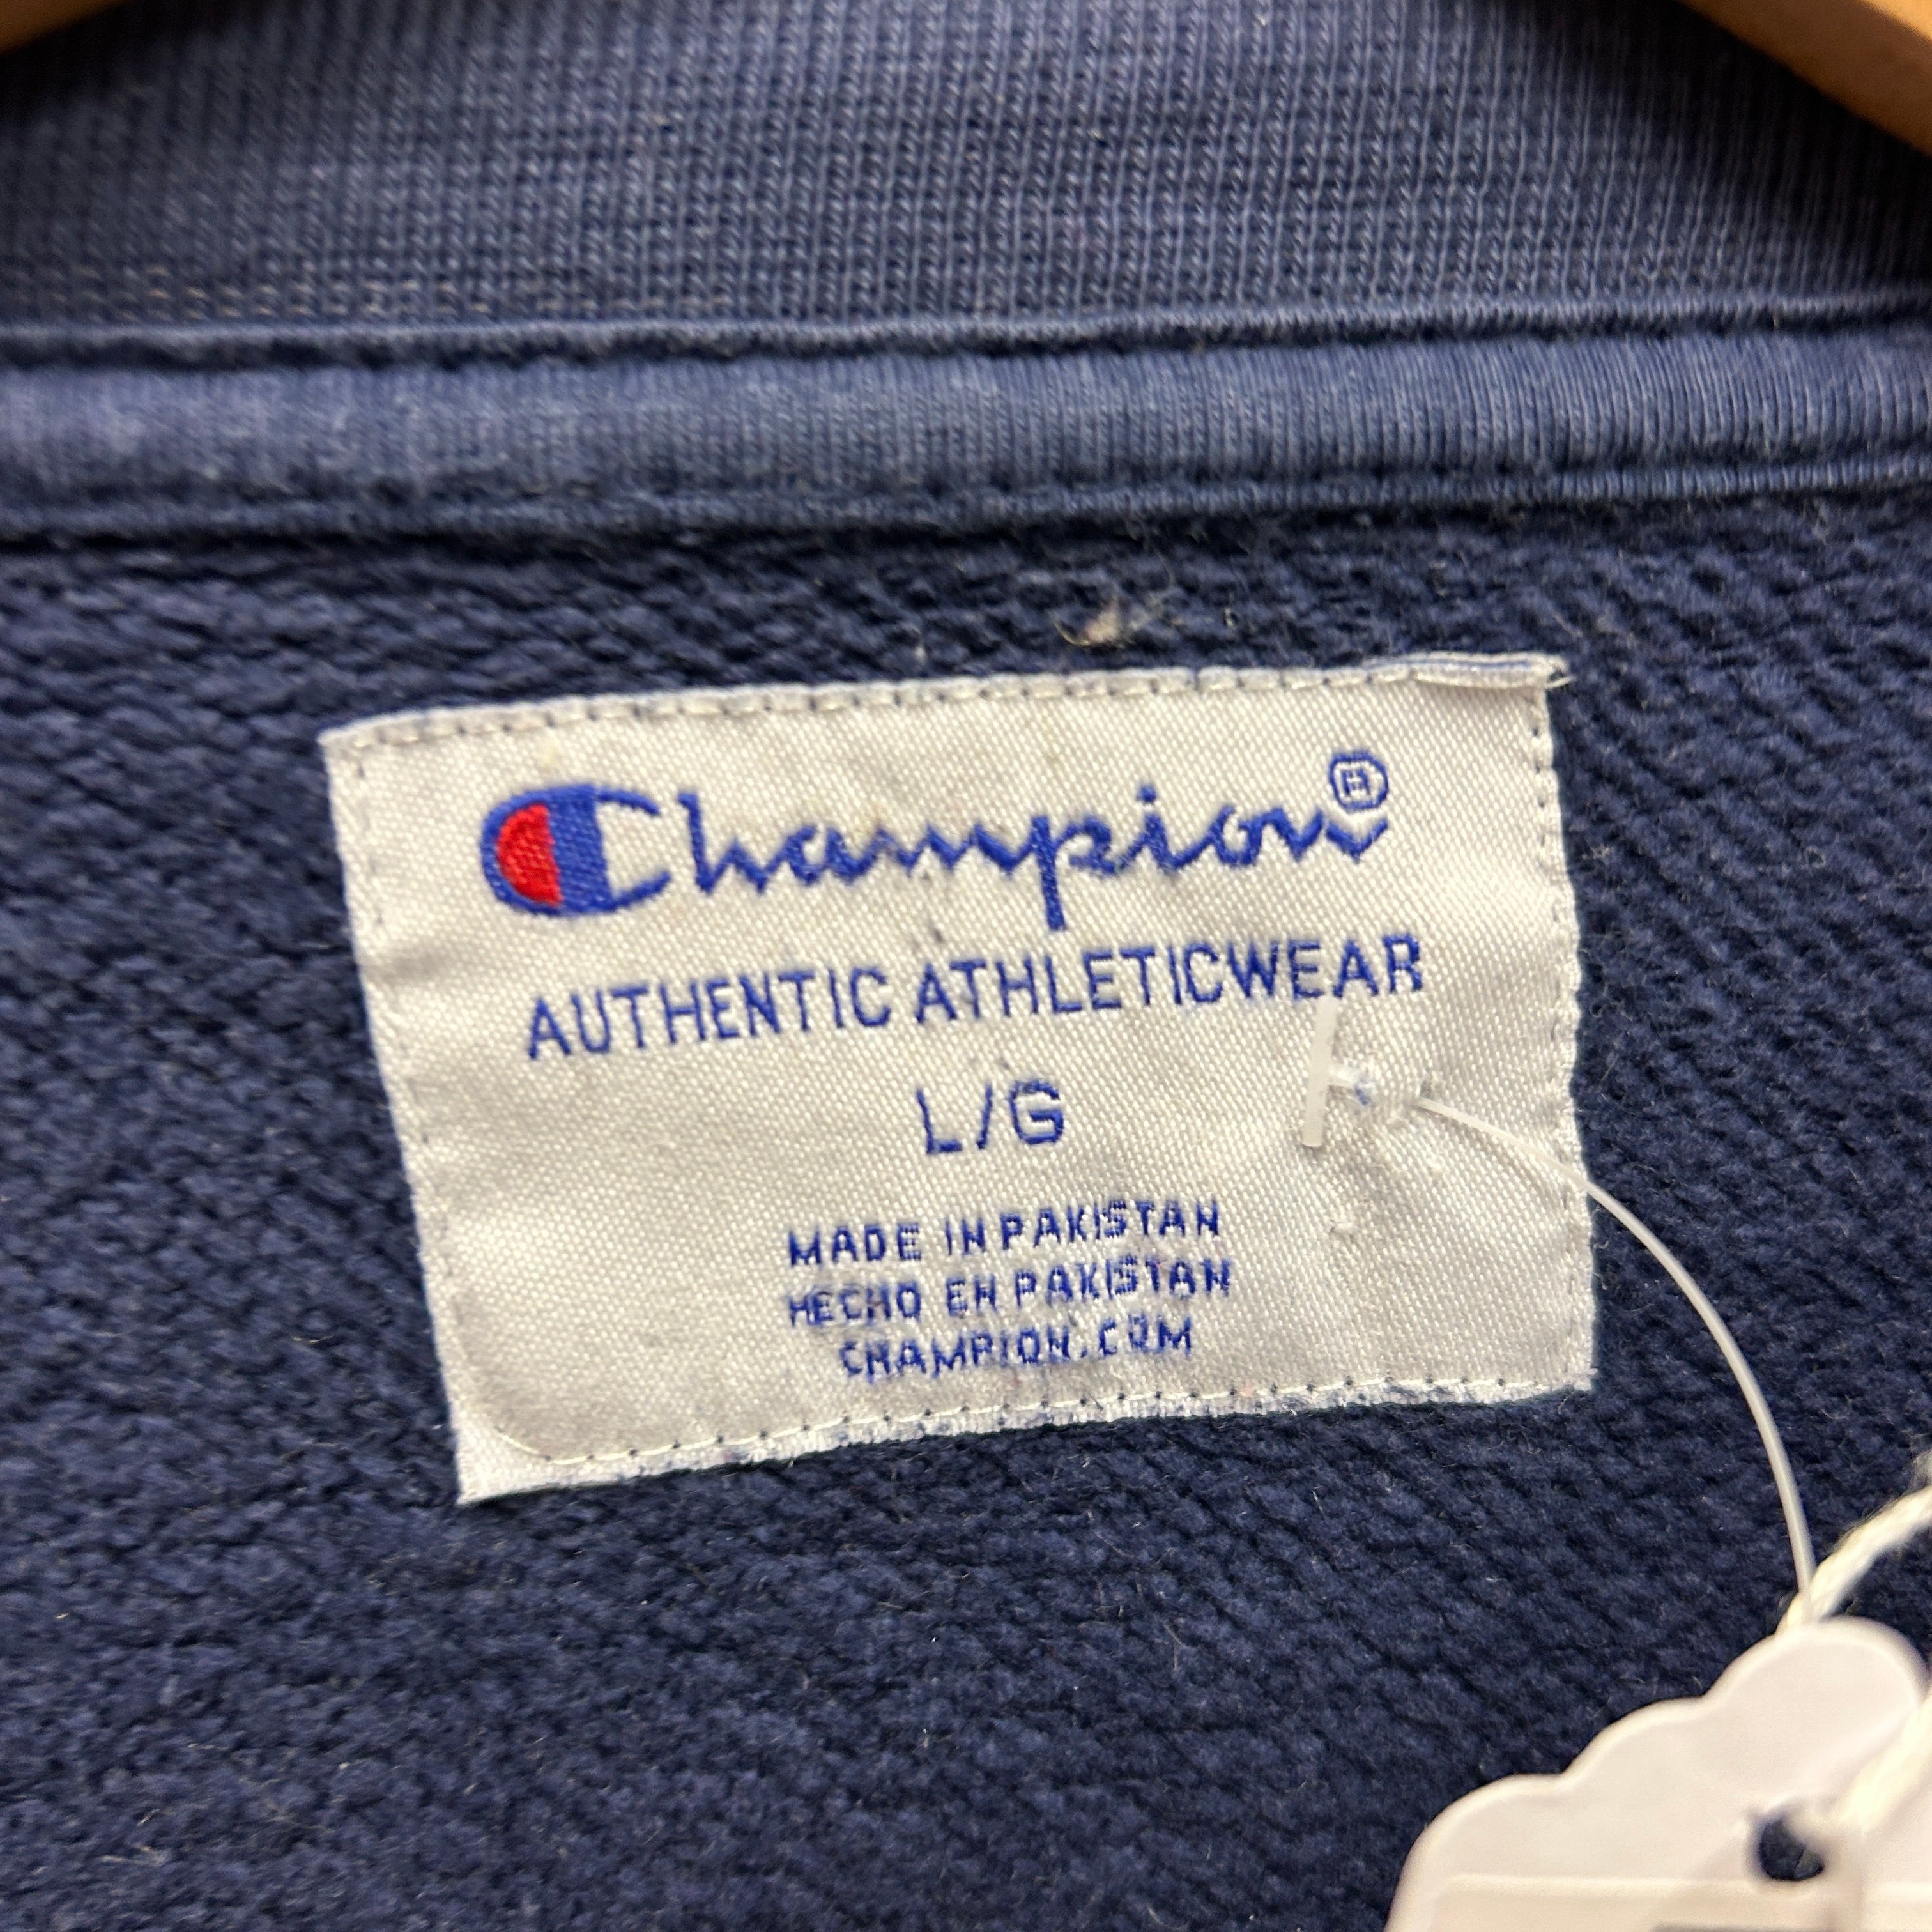 Champion®
AUTHENTIC ATHLETICWEAR
L/G
MADE IN PAKISTAN
HECHO EN PAKISTAN
CHAMPION.COM